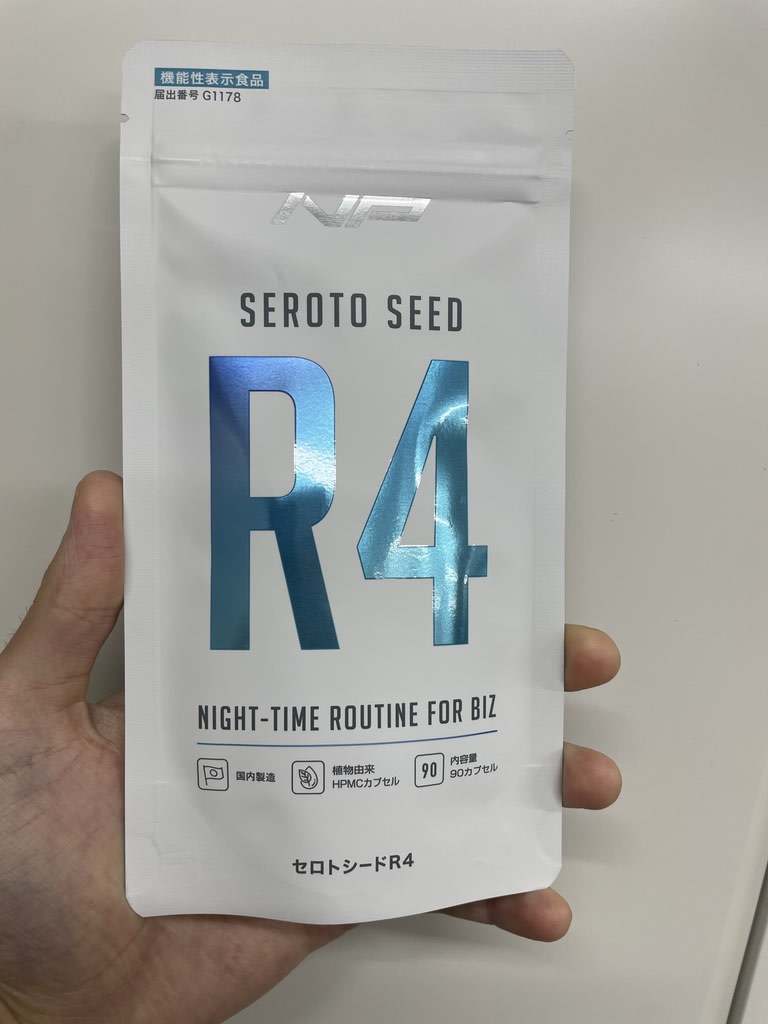 機能性表示食品
届出番号 G1178
NP
SEROTO SEED
R4
NIGHT-TIME ROUTINE FOR BIZ
国内製造
植物由来
HPMCカプセル
90
内容量
90カプセル
セロトシードR4